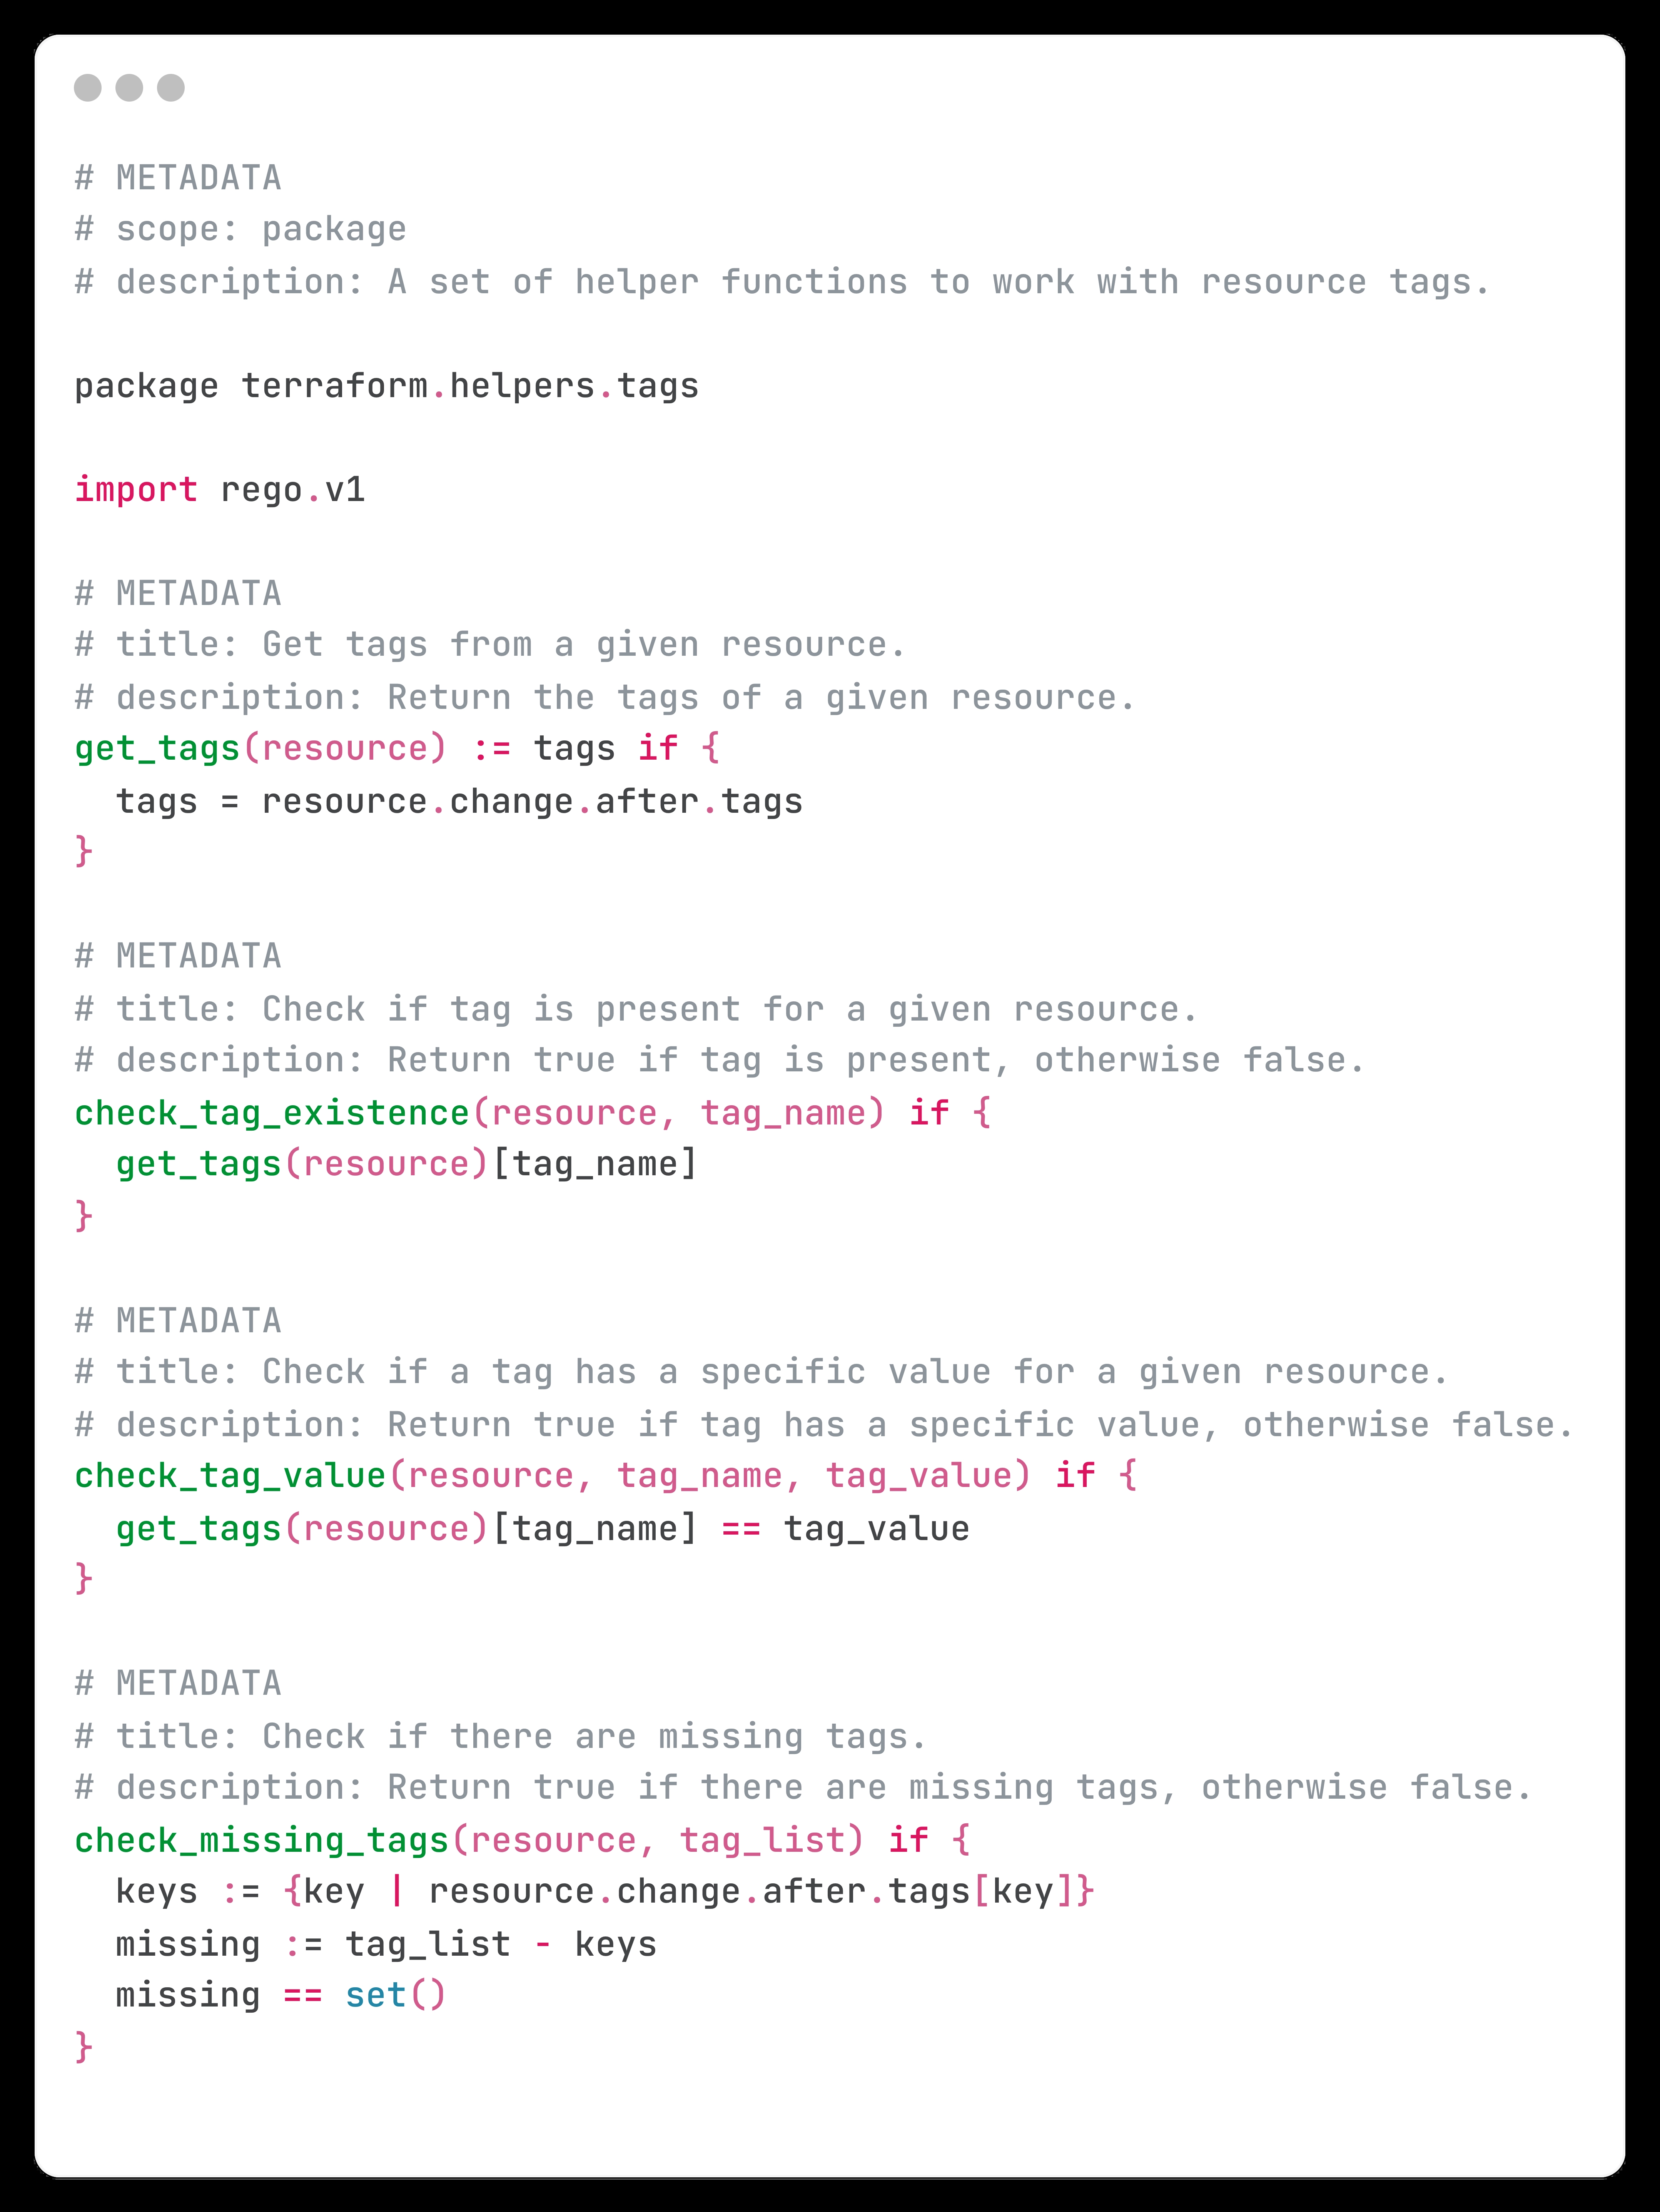 # METADATA
# scope: package
# description: A set of helper functions to work with resource tags.
package terraform.helpers.tags
import rego.v1
# METADATA
# title: Get tags from a given resource.
# description: Return the tags of a given resource.
get_tags(resource) := tags if {
  tags = resource.change.after.tags
}
# METADATA
# title: Check if tag is present for a given resource.
# description: Return true if tag is present, otherwise false.
check_tag_existence(resource, tag_name) if {
  get_tags(resource)[tag_name]
}
# METADATA
# title: Check if a tag has a specific value for a given resource.
# description: Return true if tag has a specific value, otherwise false.
check_tag_value(resource, tag_name, tag_value) if {
  get_tags(resource)[tag_name] == tag_value
}
# METADATA
# title: Check if there are missing tags.
# description: Return true if there are missing tags, otherwise false.
check_missing_tags(resource, tag_list) if {
  keys := {key | resource.change.after.tags[key]}
  missing := tag_list - keys
  missing == set()
}